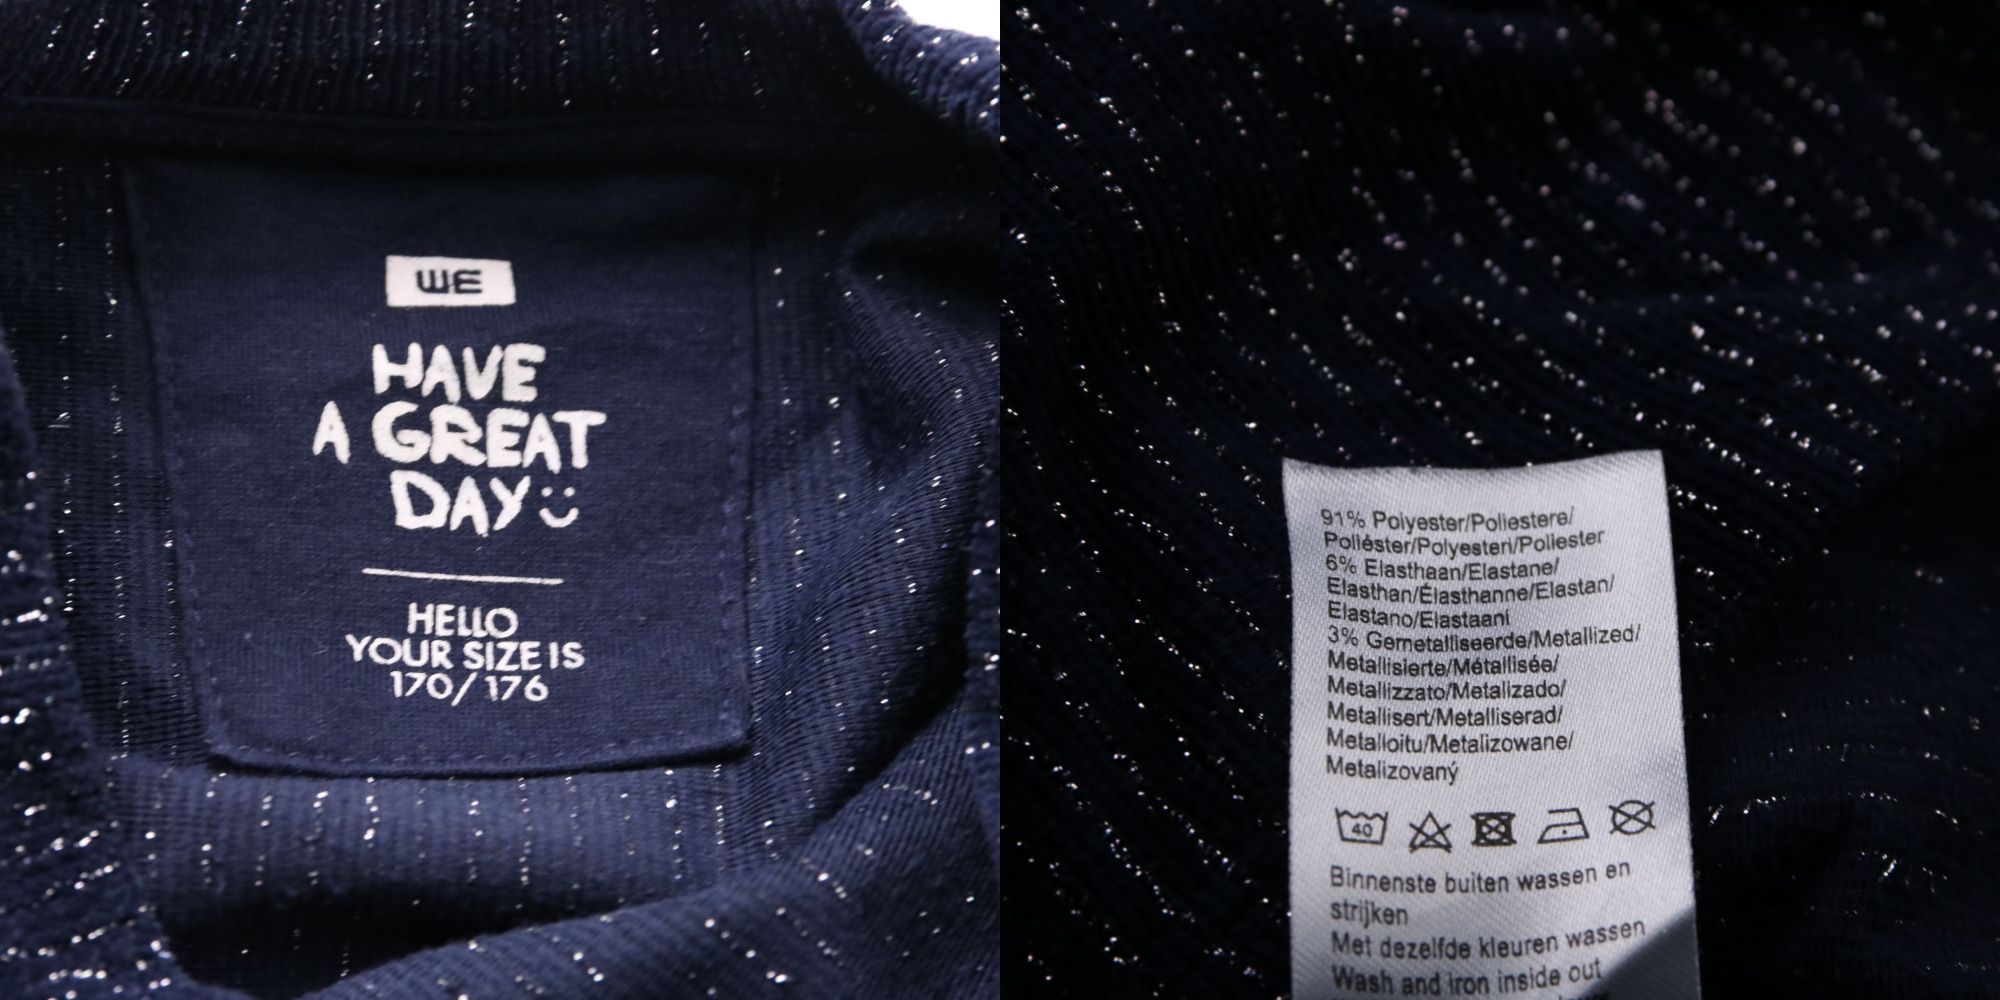 WE
HAVE
A GREAT
DAY
HELLO
YOUR SIZE IS
170/176
91% Polyester/Poliestere/
Poliéster/Polyesteri/Poliester
6% Elasthaan/Elastane/
Elasthan/Élasthanne/Elastan/
Elastano/Elastaani
3% Gemetalliseerde/Metallized/
Metallisierte/Métallisée/
Metallizzato/Metalizado/
Metallisert/Metalliserad/
Metalloitu/Metalizowane/
Metalizovaný
40
Binnenste buiten wassen en
strijken
Met dezelfde kleuren wassen
Wash and iron inside out